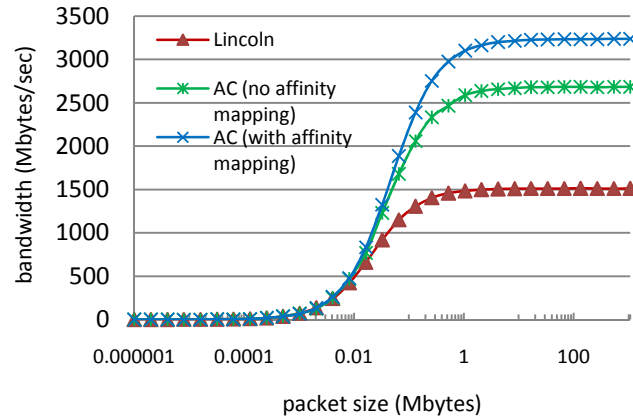 3500
3000
2500
2000
1500
1000
500
0
bandwidth (Mbytes/sec)
Lincoln
AC (no affinity
mapping)
AC (with affinity
mapping)
0.000001 0.0001 0.01 1 100
packet size (Mbytes)